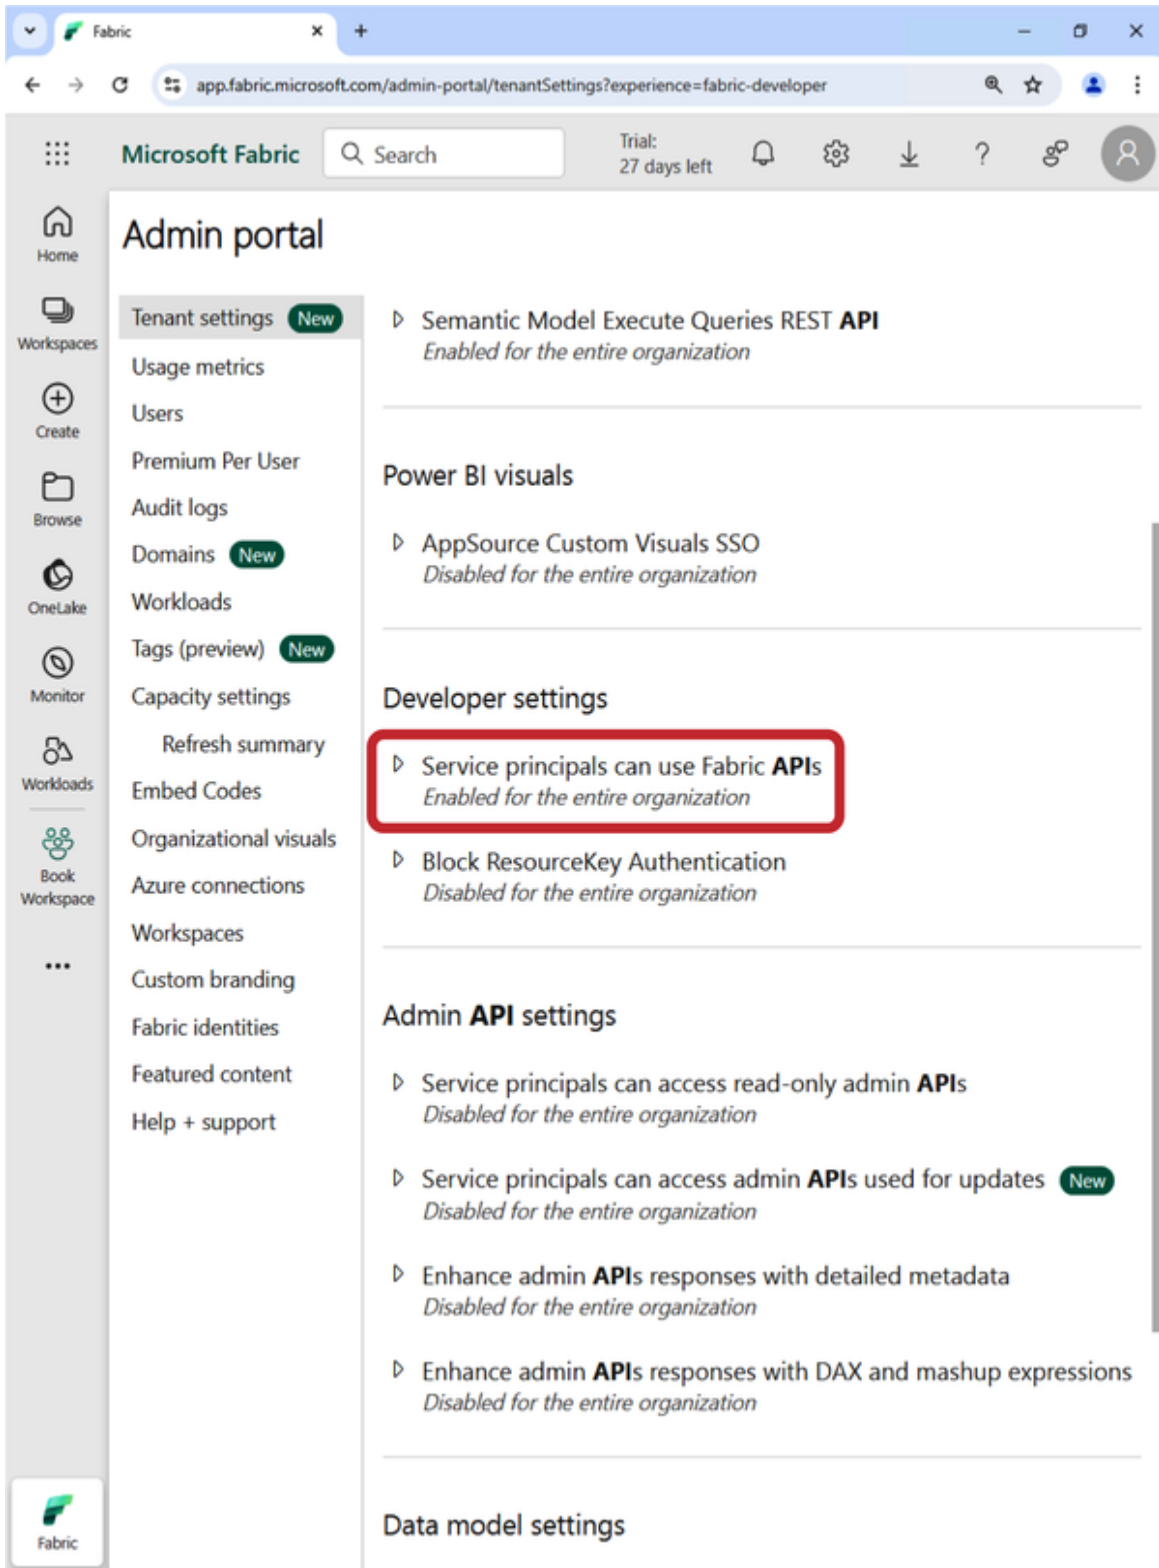 Fabric
app.fabric.microsoft.com/admin-portal/tenantSettings?experience=fabric-developer
Microsoft Fabric
Search
Trial:
27 days left
Home
Workspaces
Create
Browse
OneLake
Monitor
Workloads
Book
Workspace
Fabric
Admin portal
Tenant settings New
Usage metrics
Users
Premium Per User
Audit logs
Domains New
Workloads
Tags (preview) New
Capacity settings
Refresh summary
Embed Codes
Organizational visuals
Azure connections
Workspaces
Custom branding
Fabric identities
Featured content
Help + support
Semantic Model Execute Queries REST API
Enabled for the entire organization
Power BI visuals
AppSource Custom Visuals SSO
Disabled for the entire organization
Developer settings
Service principals can use Fabric APIs
Enabled for the entire organization
Block ResourceKey Authentication
Disabled for the entire organization
Admin API settings
Service principals can access read-only admin APIs
Disabled for the entire organization
Service principals can access admin APIs used for updates New
Disabled for the entire organization
Enhance admin APIs responses with detailed metadata
Disabled for the entire organization
Enhance admin APIs responses with DAX and mashup expressions
Disabled for the entire organization
Data model settings